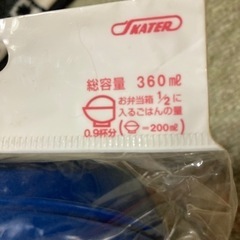 SKATER
総容量 360㎖
お弁当箱 1/2に
入るごはんの量
0.9杯分 (=200㎖)